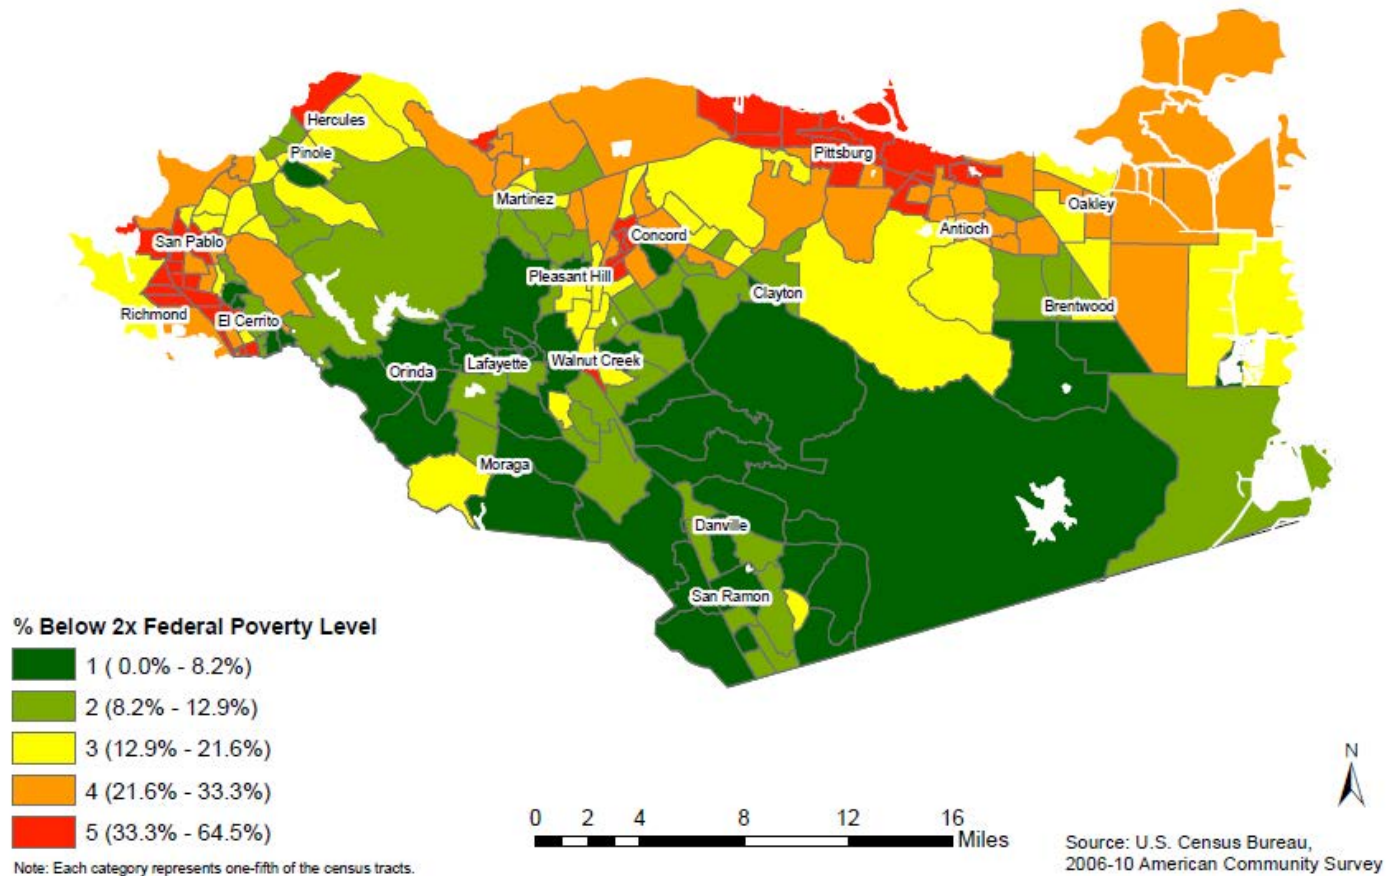 Hercules
Pinole
Pittsburg
Martinez
Oakley
San Pablo
Concord
Antioch
Pleasant Hill
Clayton
Brentwood
Richmond
El Cerrito
Orinda
Lafayette
Walnut Creek
Moraga
Danville
San Ramon
% Below 2x Federal Poverty Level
1 ( 0.0% - 8.2%)
2 (8.2% - 12.9%)
3 (12.9% - 21.6%)
4 (21.6% - 33.3%)
5 (33.3% - 64.5%)
Note: Each category represents one-fifth of the census tracts.
0 2 4 8 12 16
Miles
N
Source: U.S. Census Bureau,
2006-10 American Community Survey